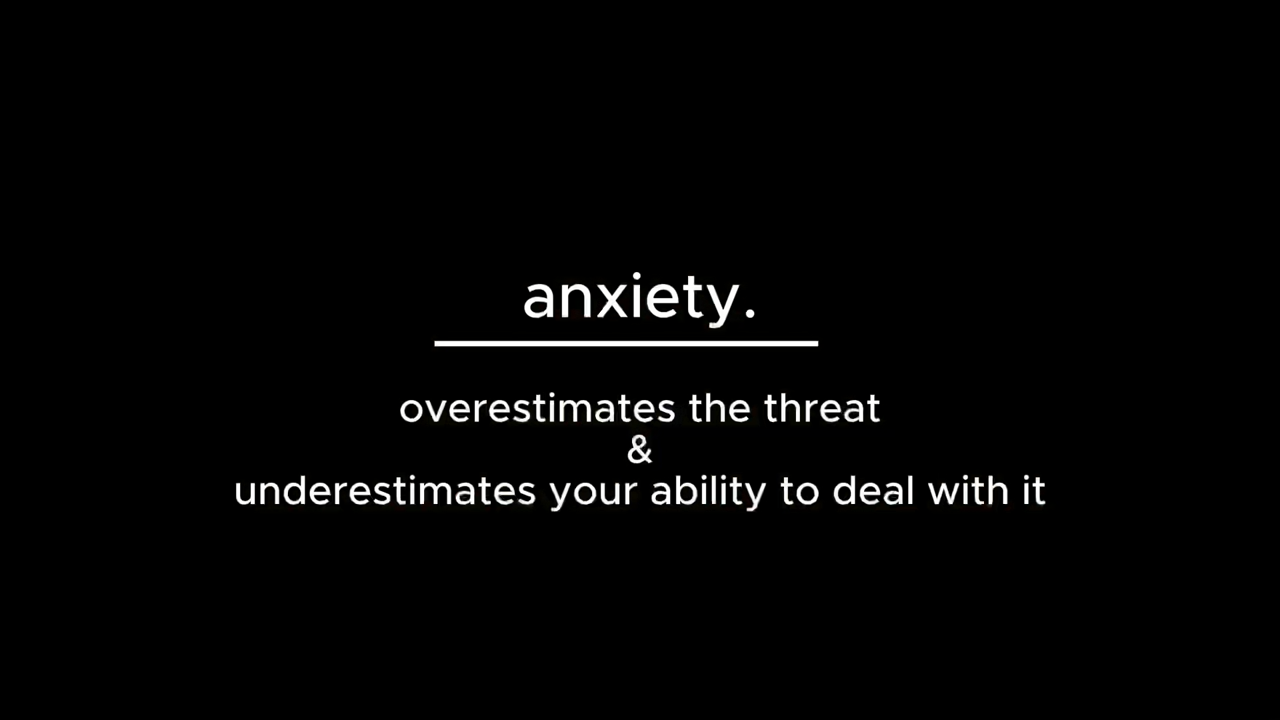 anxiety.
overestimates the threat
&
underestimates your ability to deal with it